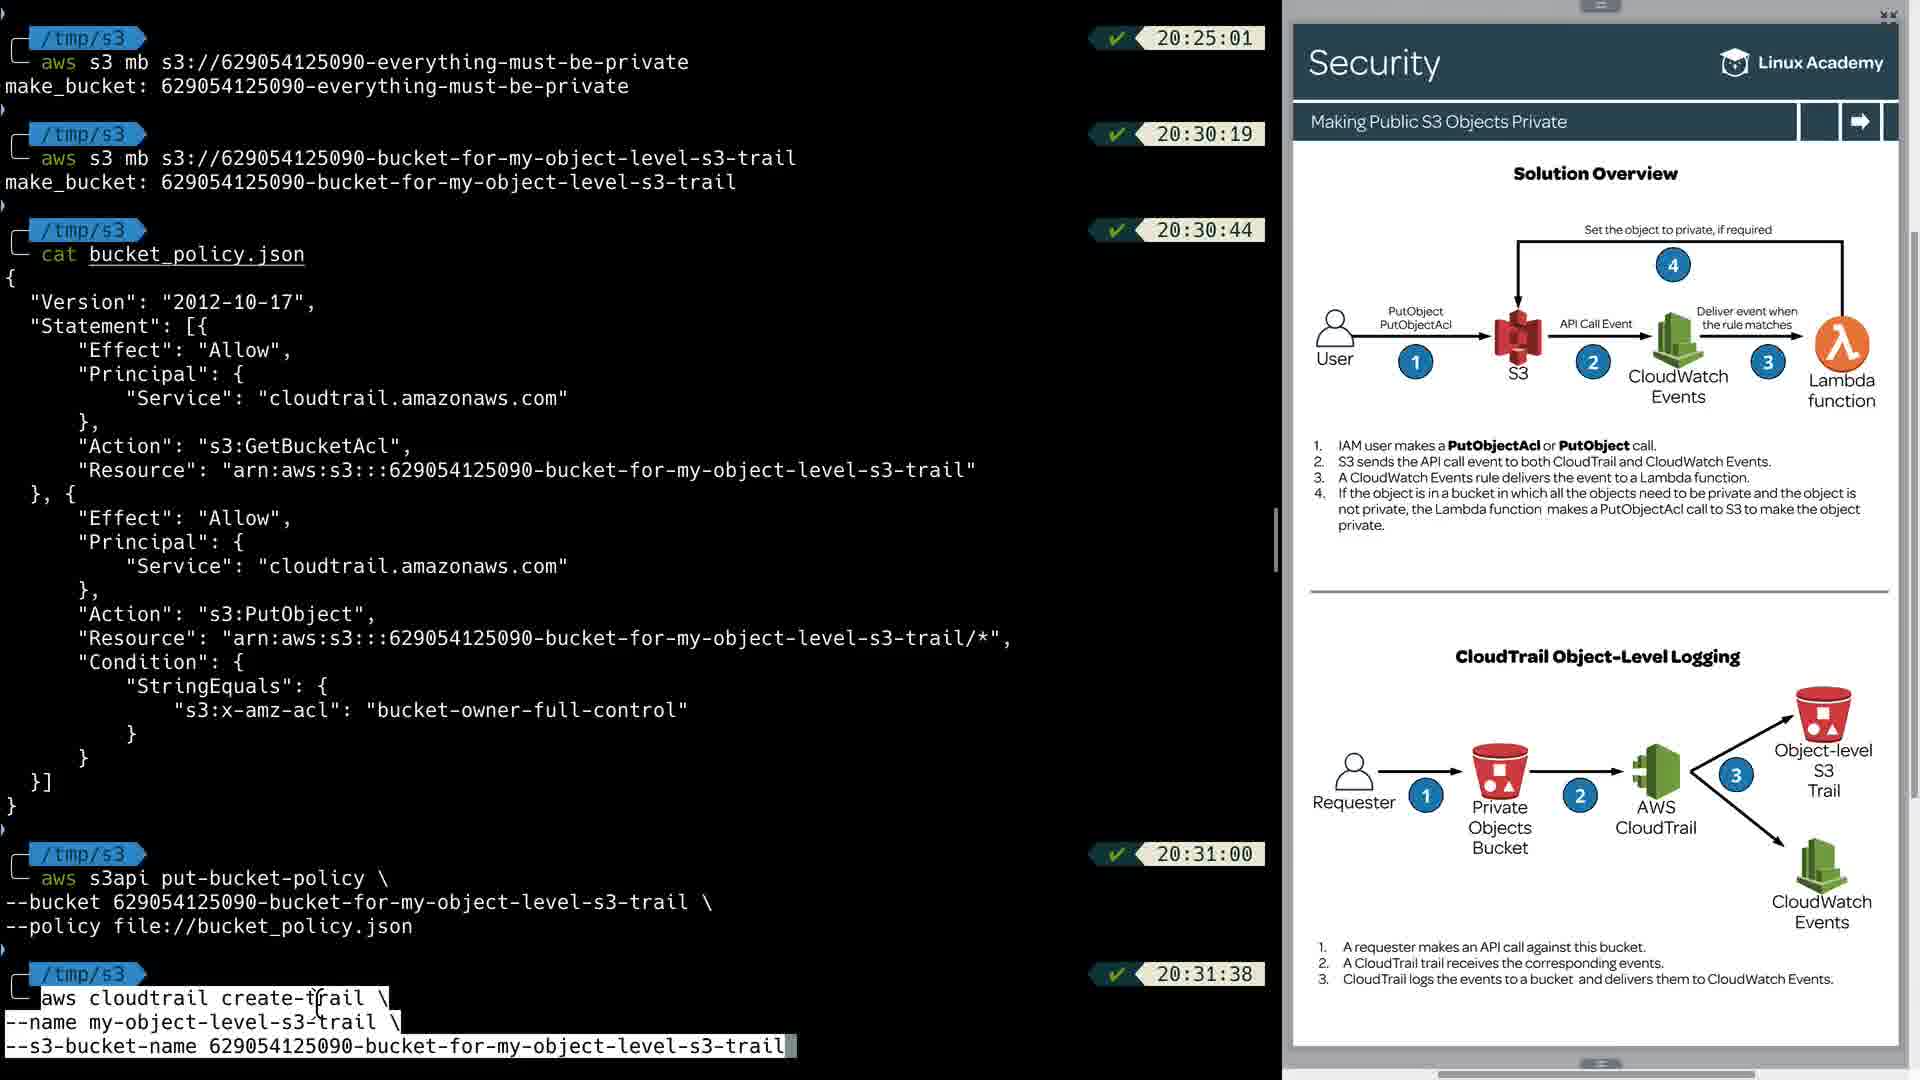 /tmp/s3
✔ 20:25:01
aws s3 mb s3://629054125090-everything-must-be-private
make_bucket: 629054125090-everything-must-be-private
/tmp/s3
✔ 20:30:19
aws s3 mb s3://629054125090-bucket-for-my-object-level-s3-trail
make_bucket: 629054125090-bucket-for-my-object-level-s3-trail
/tmp/s3
✔ 20:30:44
cat bucket_policy.json
{
  "Version": "2012-10-17",
  "Statement": [{
      "Effect": "Allow",
      "Principal": {
          "Service": "cloudtrail.amazonaws.com"
      },
      "Action": "s3:GetBucketAcl",
      "Resource": "arn:aws:s3:::629054125090-bucket-for-my-object-level-s3-trail"
  }, {
      "Effect": "Allow",
      "Principal": {
          "Service": "cloudtrail.amazonaws.com"
      },
      "Action": "s3:PutObject",
      "Resource": "arn:aws:s3:::629054125090-bucket-for-my-object-level-s3-trail/*",
      "Condition": {
          "StringEquals": {
              "s3:x-amz-acl": "bucket-owner-full-control"
          }
      }
  }]
}
/tmp/s3
✔ 20:31:00
aws s3api put-bucket-policy \
--bucket 629054125090-bucket-for-my-object-level-s3-trail \
--policy file://bucket_policy.json
/tmp/s3
✔ 20:31:38
aws cloudtrail create-trail \
--name my-object-level-s3-trail \
--s3-bucket-name 629054125090-bucket-for-my-object-level-s3-trail
Security
Linux Academy
Making Public S3 Objects Private
Solution Overview
Set the object to private, if required
4
User
PutObject
PutObjectAcl
1
S3
API Call Event
2
CloudWatch
Events
Deliver event when
the rule matches
3
Lambda
function
1. IAM user makes a PutObjectAcl or PutObject call.
2. S3 sends the API call event to both CloudTrail and CloudWatch Events.
3. A CloudWatch Events rule delivers the event to a Lambda function.
4. If the object is in a bucket in which all the objects need to be private and the object is
not private, the Lambda function makes a PutObjectAcl call to S3 to make the object
private.
CloudTrail Object-Level Logging
Requester
1
Private
Objects
Bucket
2
AWS
CloudTrail
3
Object-level
S3
Trail
CloudWatch
Events
1. A requester makes an API call against this bucket.
2. A CloudTrail trail receives the corresponding events.
3. CloudTrail logs the events to a bucket and delivers them to CloudWatch Events.